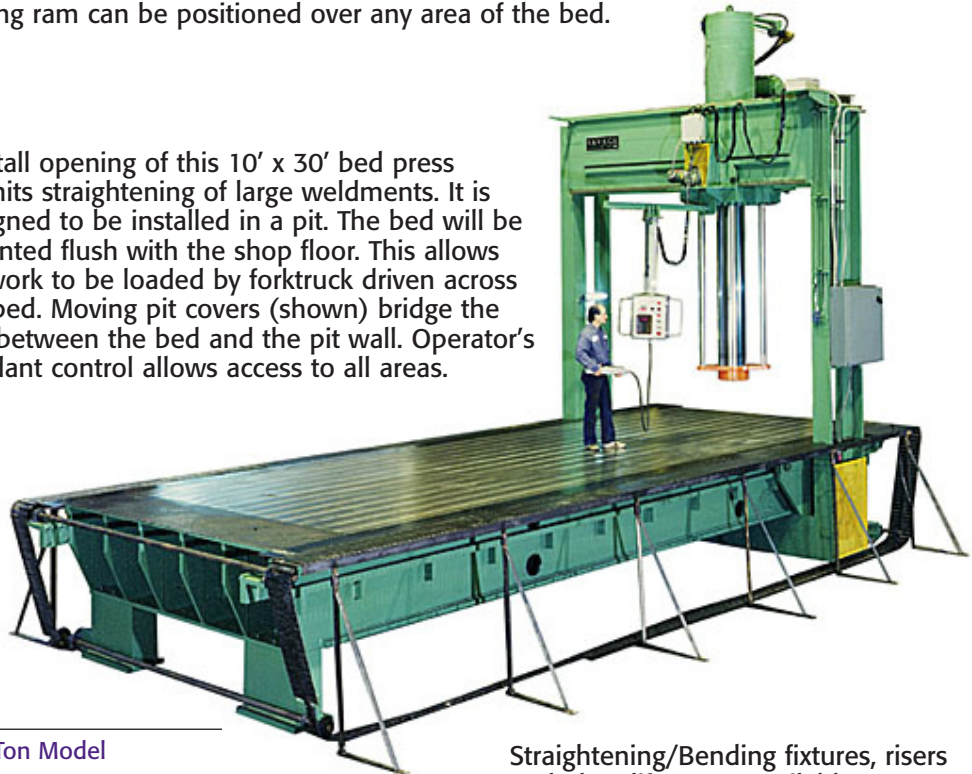 ng ram can be positioned over any area of the bed.
tall opening of this 10′ x 30′ bed press
nits straightening of large weldments. It is
gned to be installed in a pit. The bed will be
nted flush with the shop floor. This allows
work to be loaded by forktruck driven across
bed. Moving pit covers (shown) bridge the
between the bed and the pit wall. Operator's
lant control allows access to all areas.
Ton Model
Straightening/Bending fixtures, risers